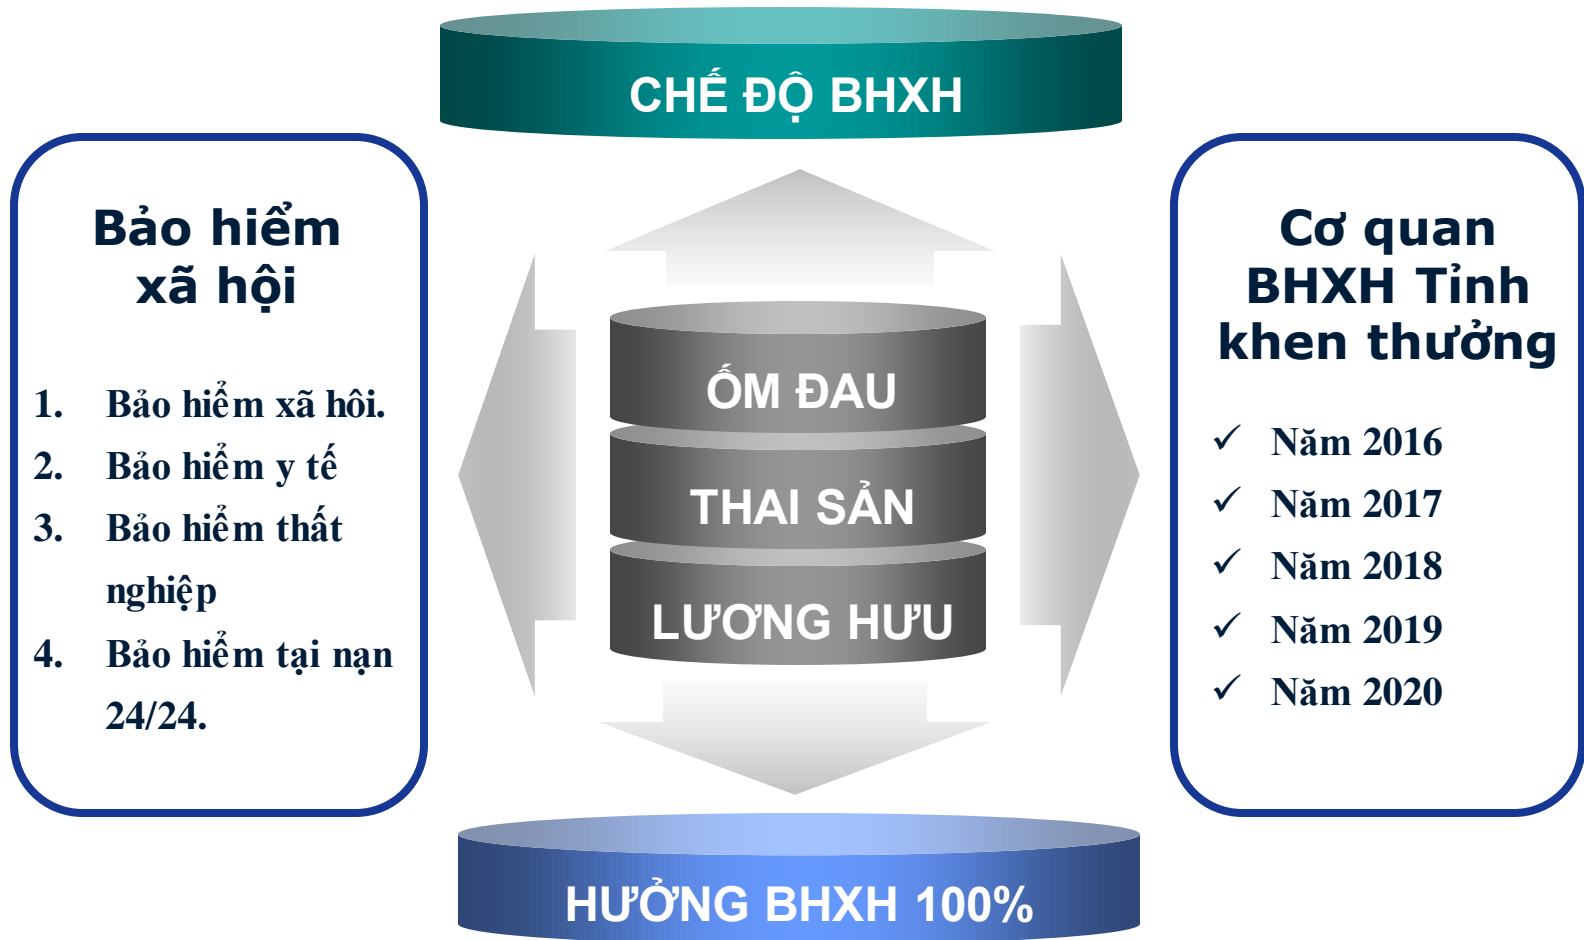 CHẾ ĐỘ BHXH
Bảo hiểm
xã hội
1. Bảo hiểm xã hôi.
2. Bảo hiểm y tế
3. Bảo hiểm thất
nghiệp
4. Bảo hiểm tại nạn
24/24.
ỐM ĐAU
THAI SẢN
LƯƠNG HƯU
Cơ quan
BHXH Tỉnh
khen thưởng
✓ Năm 2016
✓ Năm 2017
✓ Năm 2018
✓ Năm 2019
✓ Năm 2020
HƯỞNG BHXH 100%